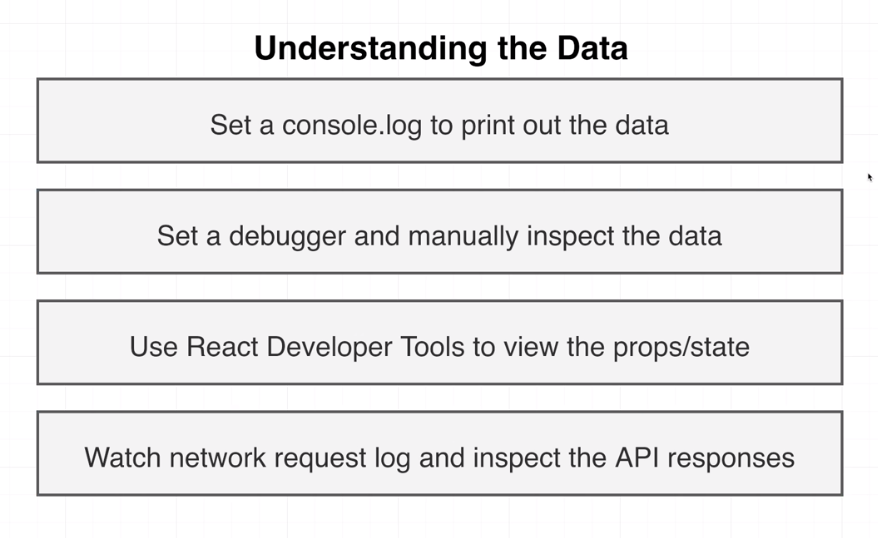 Understanding the Data
Set a console.log to print out the data
Set a debugger and manually inspect the data
Use React Developer Tools to view the props/state
Watch network request log and inspect the API responses